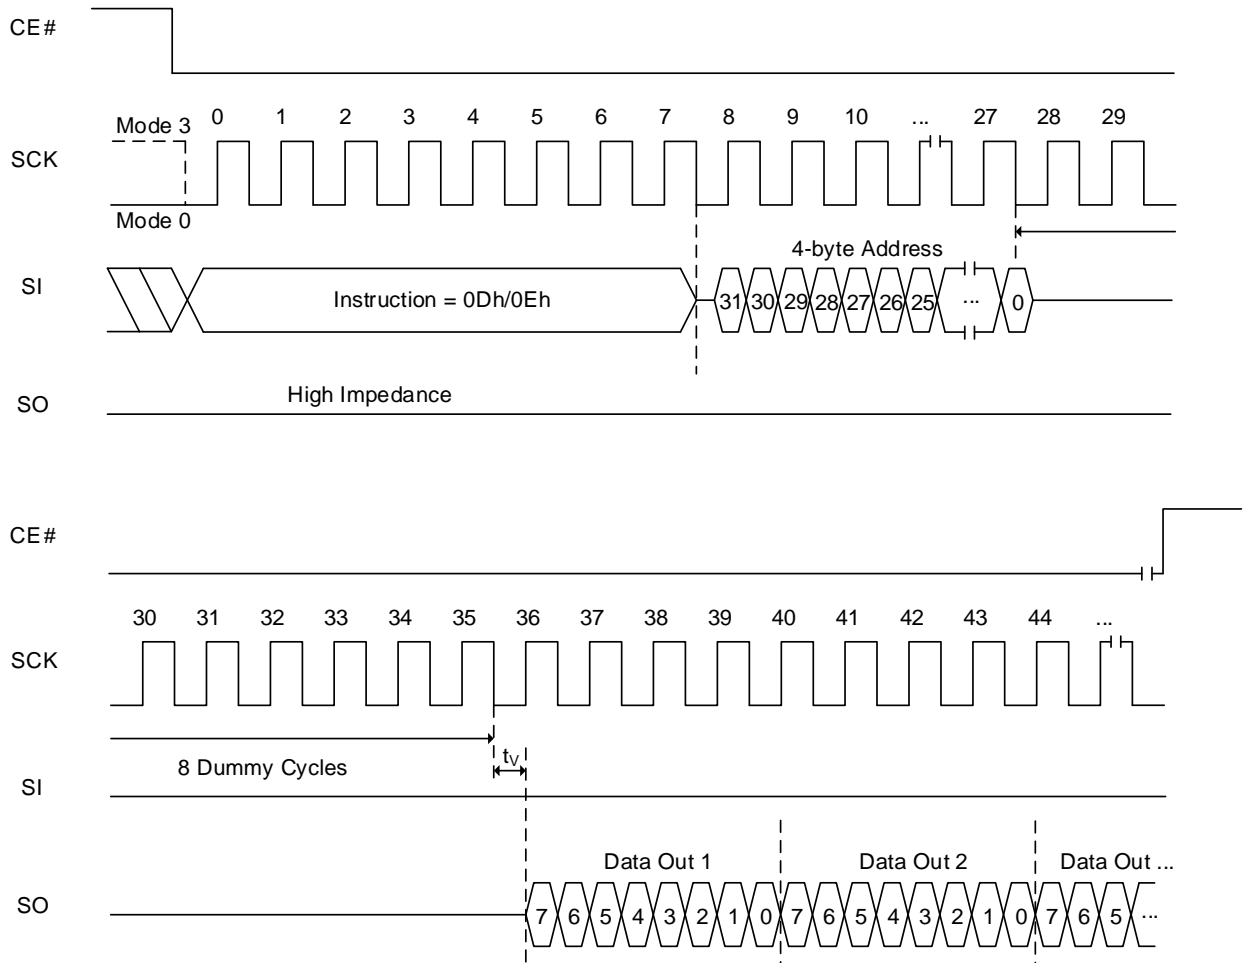 CE#
Mode 3 0 1 2 3 4 5 6 7 8 9 10 ... 27 28 29
SCK
Mode 0
4-byte Address
SI Instruction = 0Dh/0Eh 31 30 29 28 27 26 25 ... 0
High Impedance
SO
CE#
30 31 32 33 34 35 36 37 38 39 40 41 42 43 44 ...
SCK
8 Dummy Cycles tV
SI
Data Out 1 Data Out 2 Data Out ...
SO 7 6 5 4 3 2 1 0 7 6 5 4 3 2 1 0 7 6 5 ...